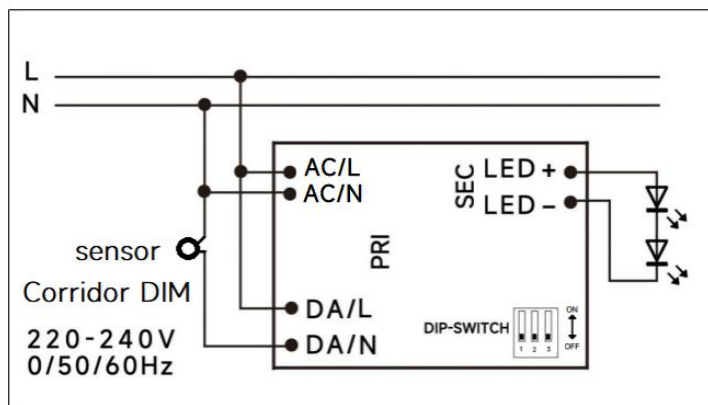 L
N
AC/L
AC/N
PRI
SEC
LED +
LED −
sensor
Corridor DIM
220-240V
0/50/60Hz
DA/L
DA/N
DIP-SWITCH
1 2 3
ON
OFF